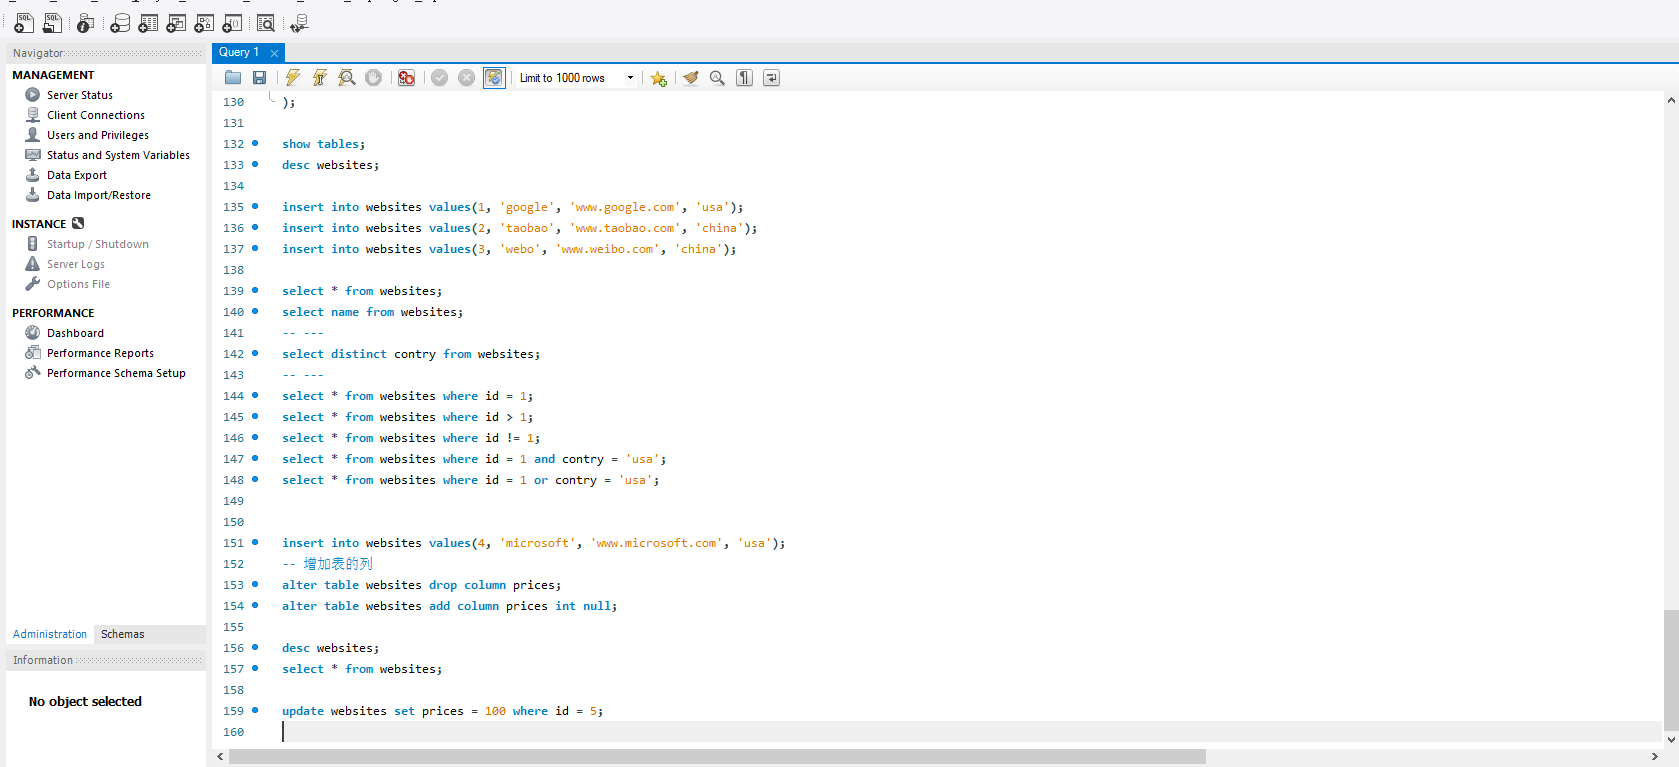 Navigator
MANAGEMENT
Server Status
Client Connections
Users and Privileges
Status and System Variables
Data Export
Data Import/Restore
INSTANCE
Startup / Shutdown
Server Logs
Options File
PERFORMANCE
Dashboard
Performance Reports
Performance Schema Setup
Administration Schemas
Information
No object selected
Query 1
Limit to 1000 rows
130 );
131
132 show tables;
133 desc websites;
134
135 insert into websites values(1, 'google', 'www.google.com', 'usa');
136 insert into websites values(2, 'taobao', 'www.taobao.com', 'china');
137 insert into websites values(3, 'webo', 'www.weibo.com', 'china');
138
139 select * from websites;
140 select name from websites;
141 -- ---
142 select distinct contry from websites;
143 -- ---
144 select * from websites where id = 1;
145 select * from websites where id > 1;
146 select * from websites where id != 1;
147 select * from websites where id = 1 and contry = 'usa';
148 select * from websites where id = 1 or contry = 'usa';
149
150
151 insert into websites values(4, 'microsoft', 'www.microsoft.com', 'usa');
152 -- 增加表的列
153 alter table websites drop column prices;
154 alter table websites add column prices int null;
155
156 desc websites;
157 select * from websites;
158
159 update websites set prices = 100 where id = 5;
160